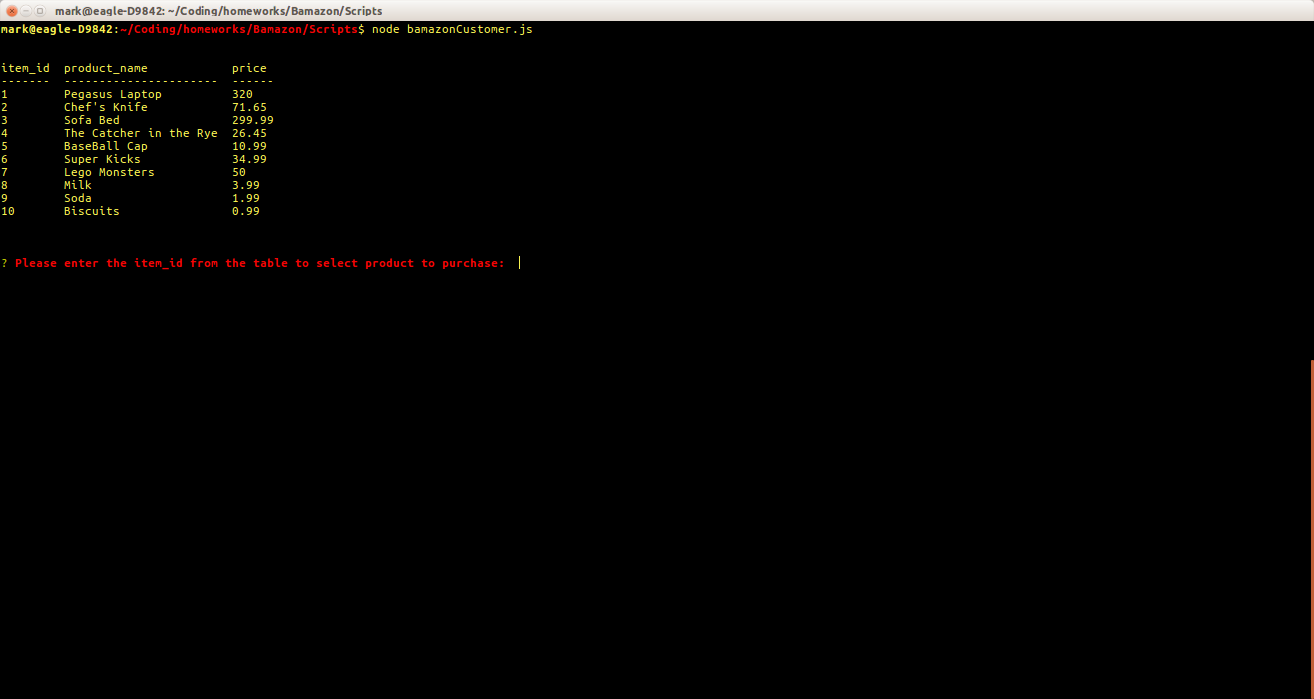 mark@eagle-D9842: ~/Coding/homeworks/Bamazon/Scripts
mark@eagle-D9842:~/Coding/homeworks/Bamazon/Scripts$ node bamazonCustomer.js
item_id  product_name            price
-------  ----------------------  ------
1        Pegasus Laptop          320
2        Chef's Knife            71.65
3        Sofa Bed                299.99
4        The Catcher in the Rye  26.45
5        BaseBall Cap            10.99
6        Super Kicks             34.99
7        Lego Monsters           50
8        Milk                    3.99
9        Soda                    1.99
10       Biscuits                0.99
? Please enter the item_id from the table to select product to purchase: